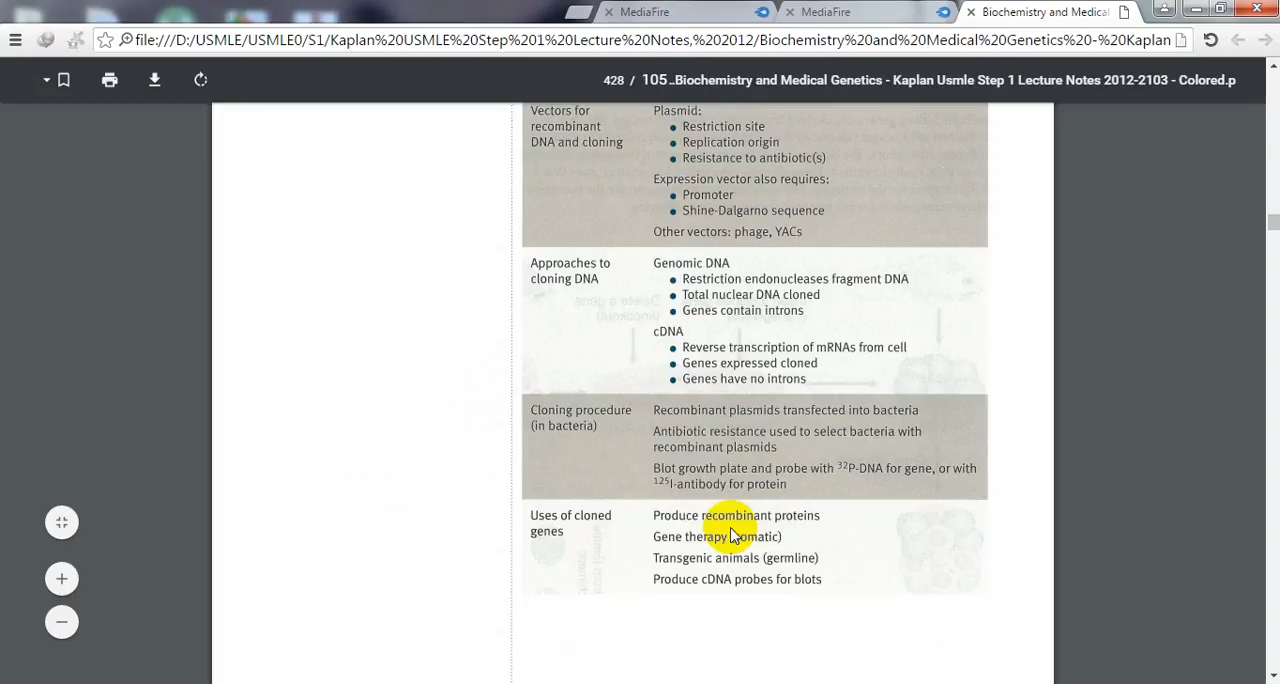 MediaFire
MediaFire
Biochemistry and Medical
file:///D:/USMLE/USMLE0/S1/Kaplan%20USMLE%20Step%201%20Lecture%20Notes,%202012/Biochemistry%20and%20Medical%20Genetics%20-%20Kaplan
428 / 105..Biochemistry and Medical Genetics - Kaplan Usmle Step 1 Lecture Notes 2012-2103 - Colored.p
Vectors for
recombinant
DNA and cloning
Plasmid:
• Restriction site
• Replication origin
• Resistance to antibiotic(s)
Expression vector also requires:
• Promoter
• Shine-Dalgarno sequence
Other vectors: phage, YACs
Approaches to
cloning DNA
Genomic DNA
• Restriction endonucleases fragment DNA
• Total nuclear DNA cloned
• Genes contain introns
cDNA
• Reverse transcription of mRNAs from cell
• Genes expressed cloned
• Genes have no introns
Cloning procedure
(in bacteria)
Recombinant plasmids transfected into bacteria
Antibiotic resistance used to select bacteria with
recombinant plasmids
Blot growth plate and probe with ³²P-DNA for gene, or with
¹²⁵I-antibody for protein
Uses of cloned
genes
Produce recombinant proteins
Gene therapy omatic)
Transgenic animals (germline)
Produce cDNA probes for blots